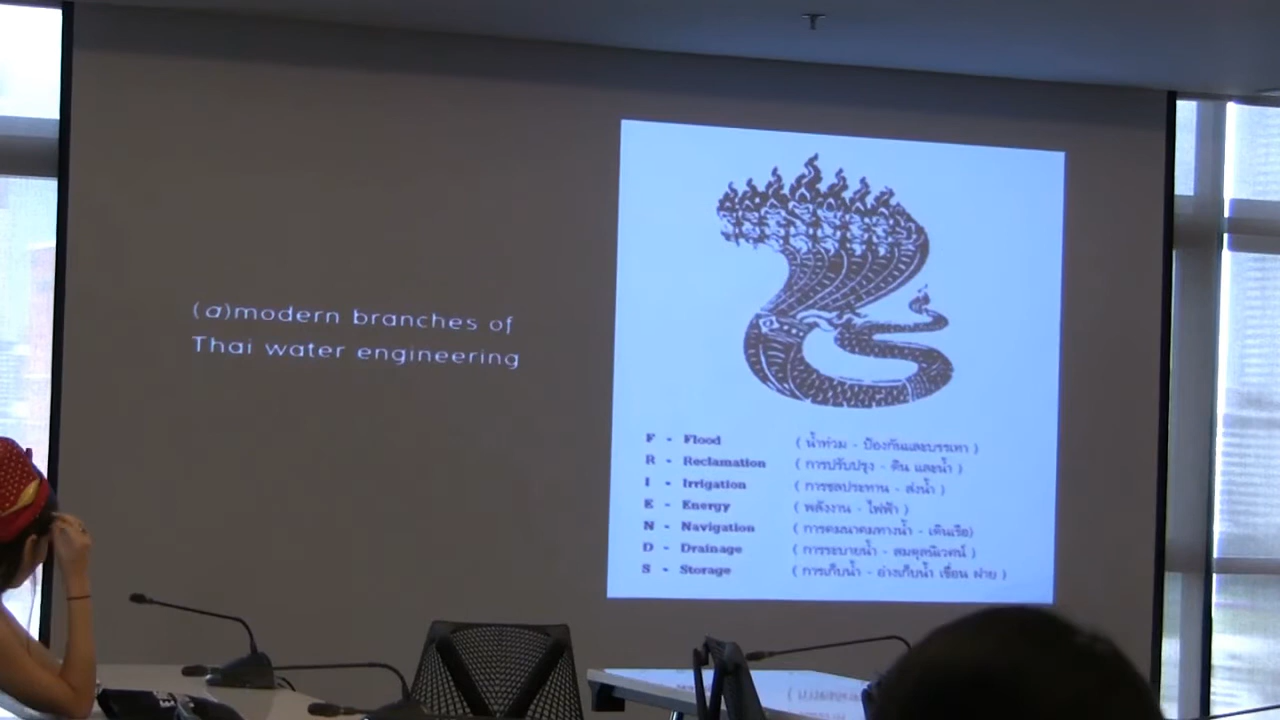 (a)modern branches of
Thai water engineering
F - Flood ( น้ำท่วม - ป้องกันและบรรเทา )
R - Reclamation ( การปรับปรุง - ดิน และน้ำ )
I - Irrigation ( การชลประทาน - ส่งน้ำ )
E - Energy ( พลังงาน - ไฟฟ้า )
N - Navigation ( การคมนาคมทางน้ำ - เดินเรือ)
D - Drainage ( การระบายน้ำ - สมดุลนิเวศน์ )
S - Storage ( การเก็บน้ำ - อ่างเก็บน้ำ เขื่อน ฝาย )